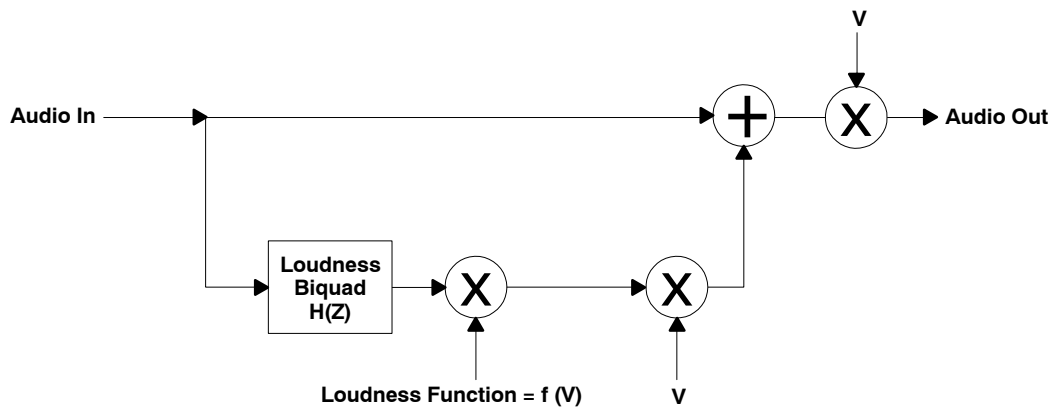 V
Audio In
+
X
Audio Out
Loudness
Biquad
H(Z)
X
X
Loudness Function = f (V)
V